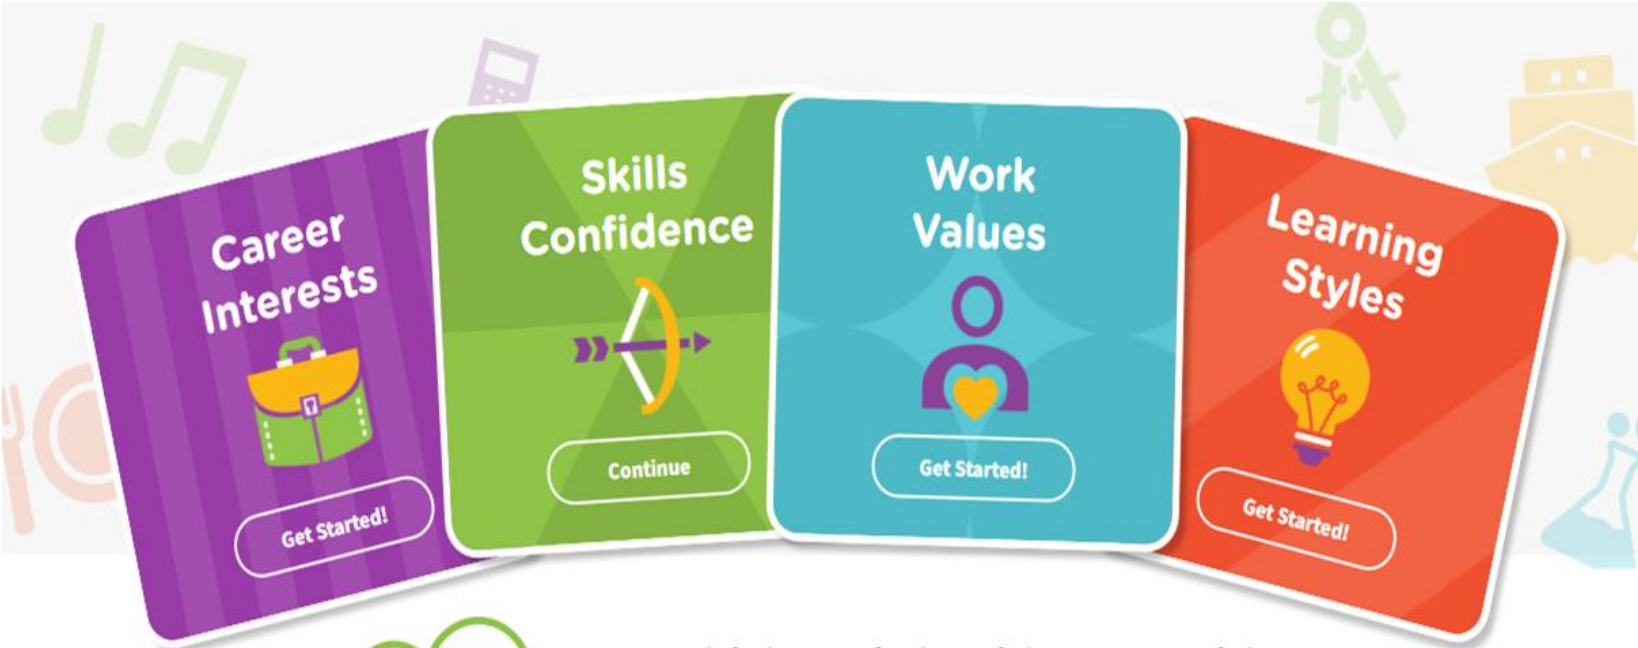 Career
Interests
Get Started!
Skills
Confidence
Continue
Work
Values
Get Started!
Learning
Styles
Get Started!